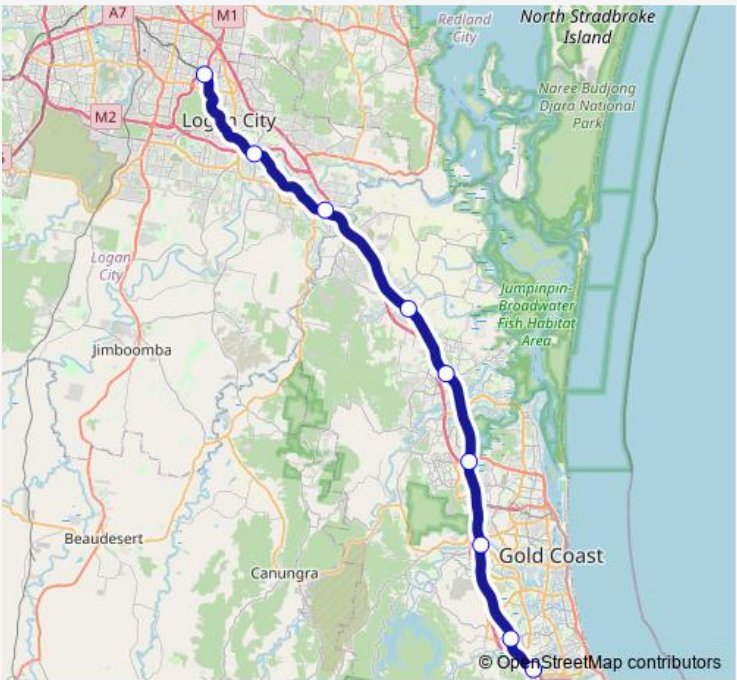 A7
M1
Redland
City
North Stradbroke
Island
Naree Budjong
Djara National
Park
M2
Logan City
Logan
City
Jumpinpin-
Broadwater
Fish Habitat
Area
Jimboomba
Beaudesert
Canungra
Gold Coast
© OpenStreetMap contributors